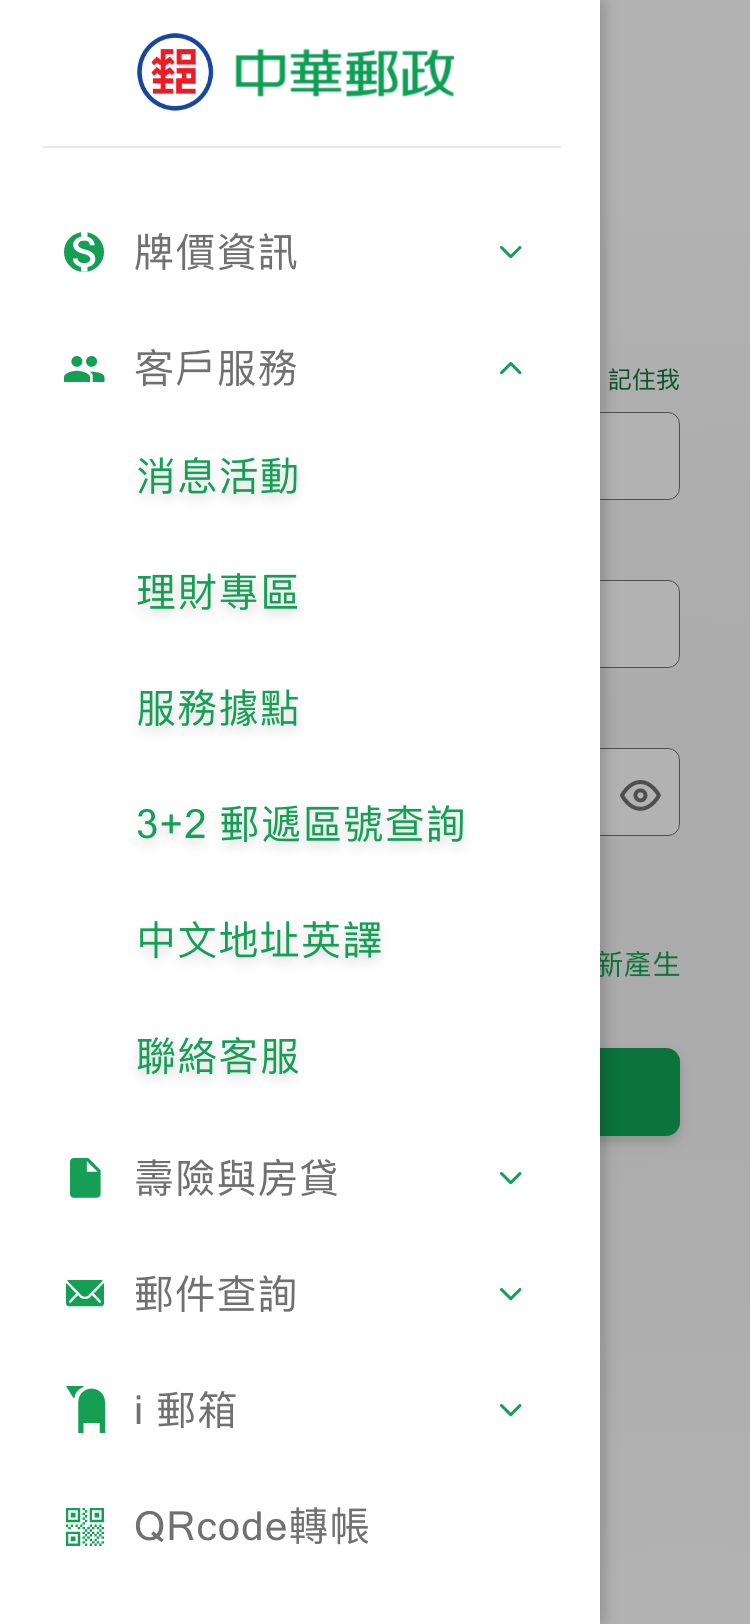 郵 中華郵政
牌價資訊
客戶服務
記住我
消息活動
理財專區
服務據點
3+2 郵遞區號查詢
中文地址英譯
新產生
聯絡客服
壽險與房貸
郵件查詢
i 郵箱
QRcode轉帳